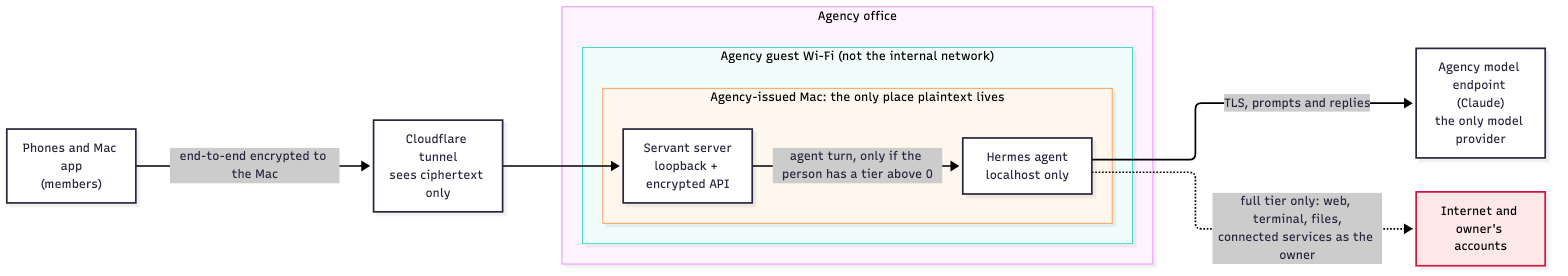 Agency office
Agency guest Wi-Fi (not the internal network)
Agency-issued Mac: the only place plaintext lives
Phones and Mac
app
(members)
end-to-end encrypted to
the Mac
Cloudflare
tunnel
sees ciphertext
only
Servant server
loopback +
encrypted API
agent turn, only if the
person has a tier above 0
Hermes agent
localhost only
TLS, prompts and replies
Agency model
endpoint
(Claude)
the only model
provider
full tier only: web,
terminal, files,
connected services as the
owner
Internet and
owner's
accounts